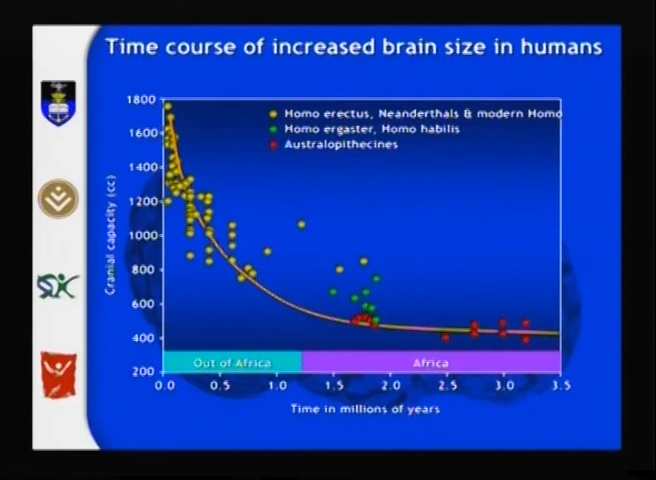 Time course of increased brain size in humans
1800
1600
1400
1200
1000
800
600
400
200
Cranial capacity (cc)
Homo erectus, Neanderthals & modern Homo
Homo ergaster, Homo habilis
Australopithecines
Out of Africa
Africa
0.0 0.5 1.0 1.5 2.0 2.5 3.0 3.5
Time in millions of years